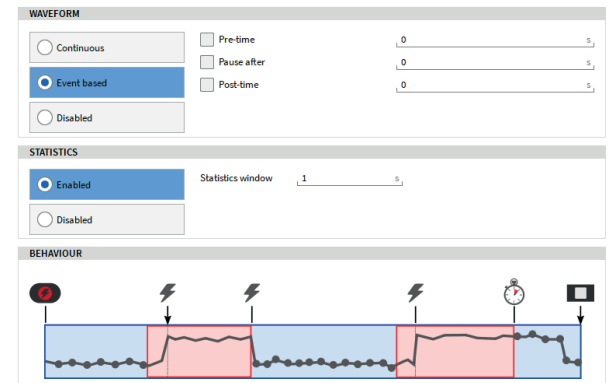 WAVEFORM
Continuous
Event based
Disabled
Pre-time 0 s
Pause after 0 s
Post-time 0 s
STATISTICS
Enabled
Disabled
Statistics window 1 s
BEHAVIOUR